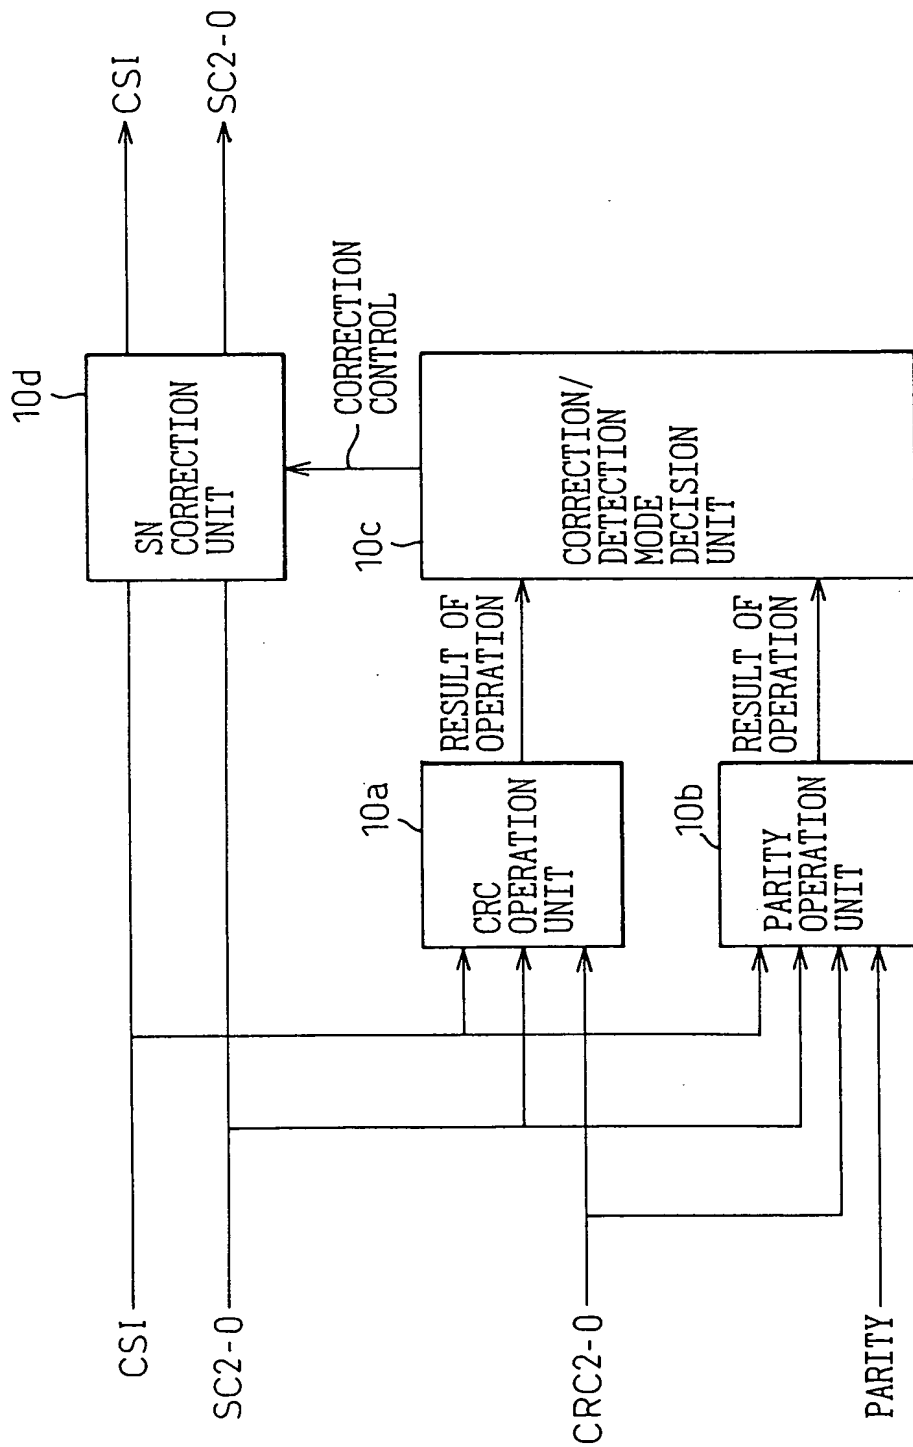 CSI
SC2-0
CRC2-0
PARITY
10a
CRC
OPERATION
UNIT
10b
PARITY
OPERATION
UNIT
RESULT OF
OPERATION
RESULT OF
OPERATION
10c
CORRECTION/
DETECTION
MODE
DECISION
UNIT
CORRECTION
CONTROL
10d
SN
CORRECTION
UNIT
CSI
SC2-0